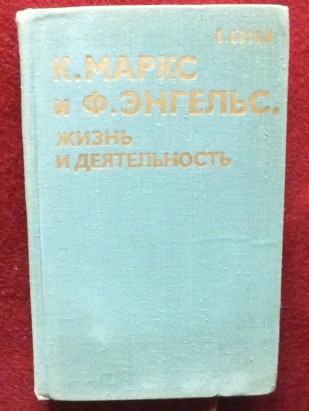 К. МАРКС
и Ф. ЭНГЕЛЬС.
ЖИЗНЬ
И ДЕЯТЕЛЬНОСТЬ